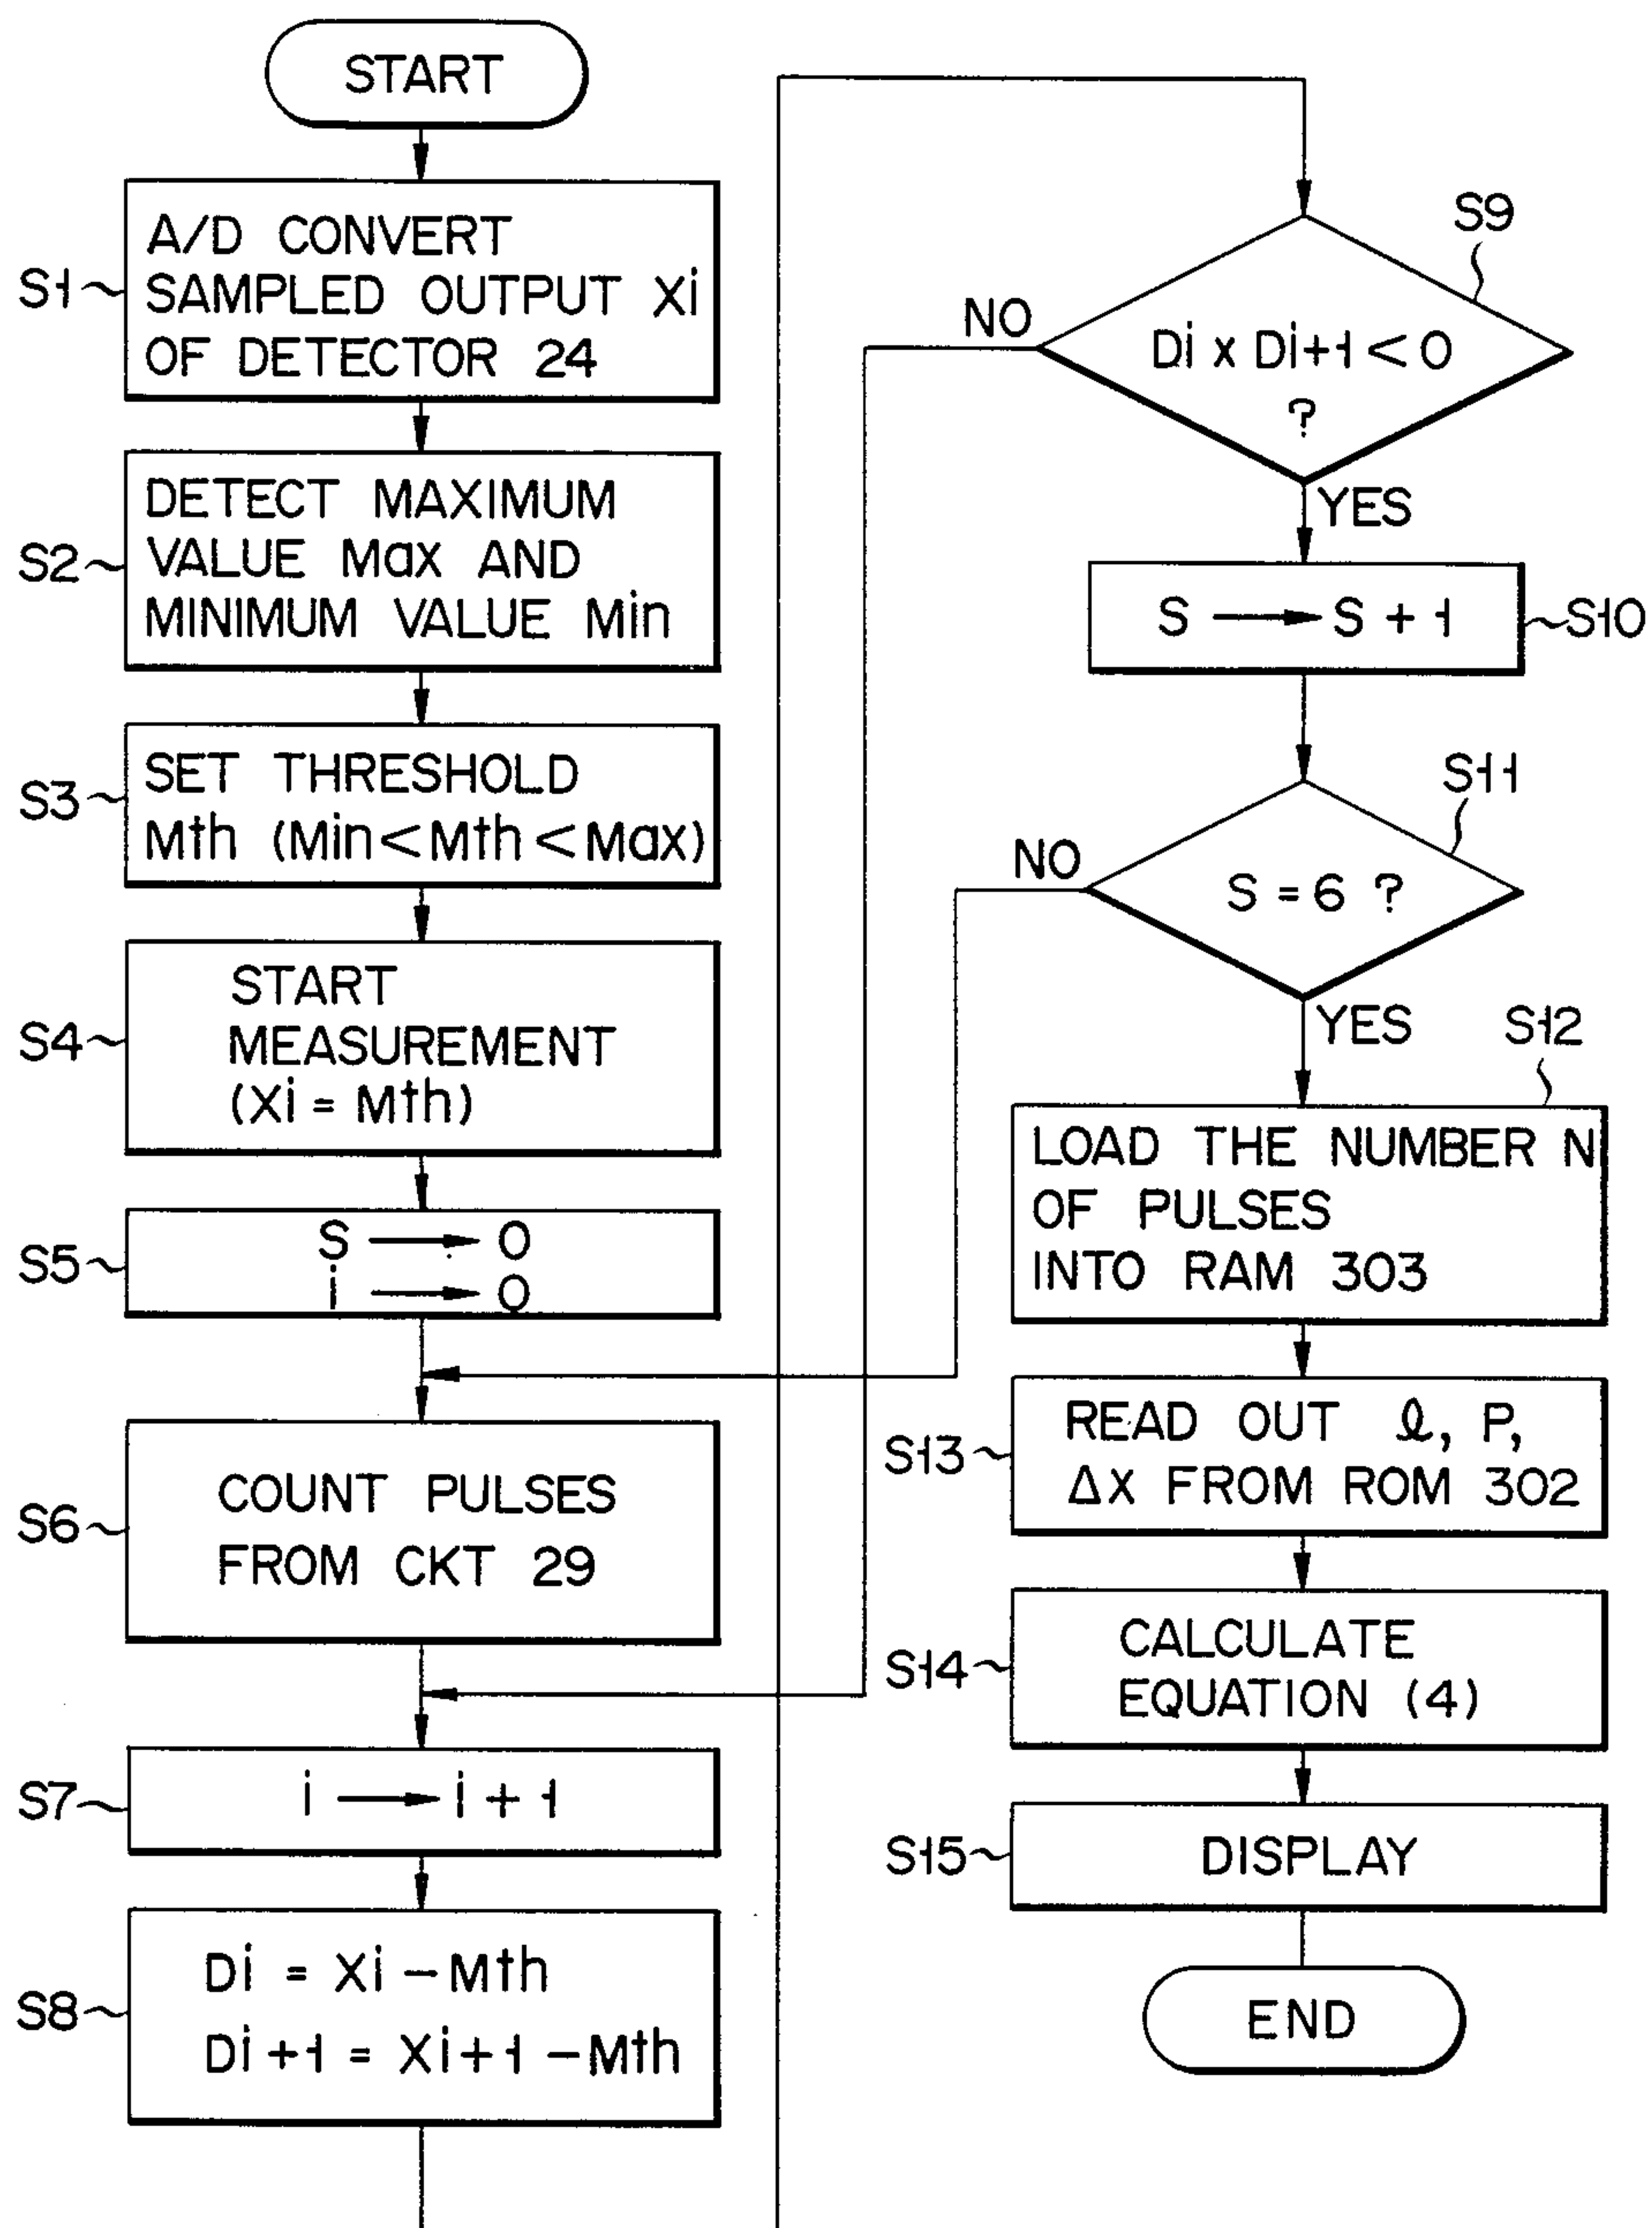 START
S1
A/D CONVERT
SAMPLED OUTPUT Xi
OF DETECTOR 24
S2
DETECT MAXIMUM
VALUE Max AND
MINIMUM VALUE Min
S3
SET THRESHOLD
Mth (Min<Mth<Max)
S4
START
MEASUREMENT
(Xi = Mth)
S5
S → 0
i → 0
S6
COUNT PULSES
FROM CKT 29
S7
i → i + 1
S8
Di = Xi - Mth
Di+1 = Xi+1 - Mth
S9
Di x Di+1 < 0
?
NO
YES
S → S + 1
S10
S11
S = 6 ?
NO
YES
S12
LOAD THE NUMBER N
OF PULSES
INTO RAM 303
S13
READ OUT ℓ, P,
Δx FROM ROM 302
S14
CALCULATE
EQUATION (4)
S15
DISPLAY
END